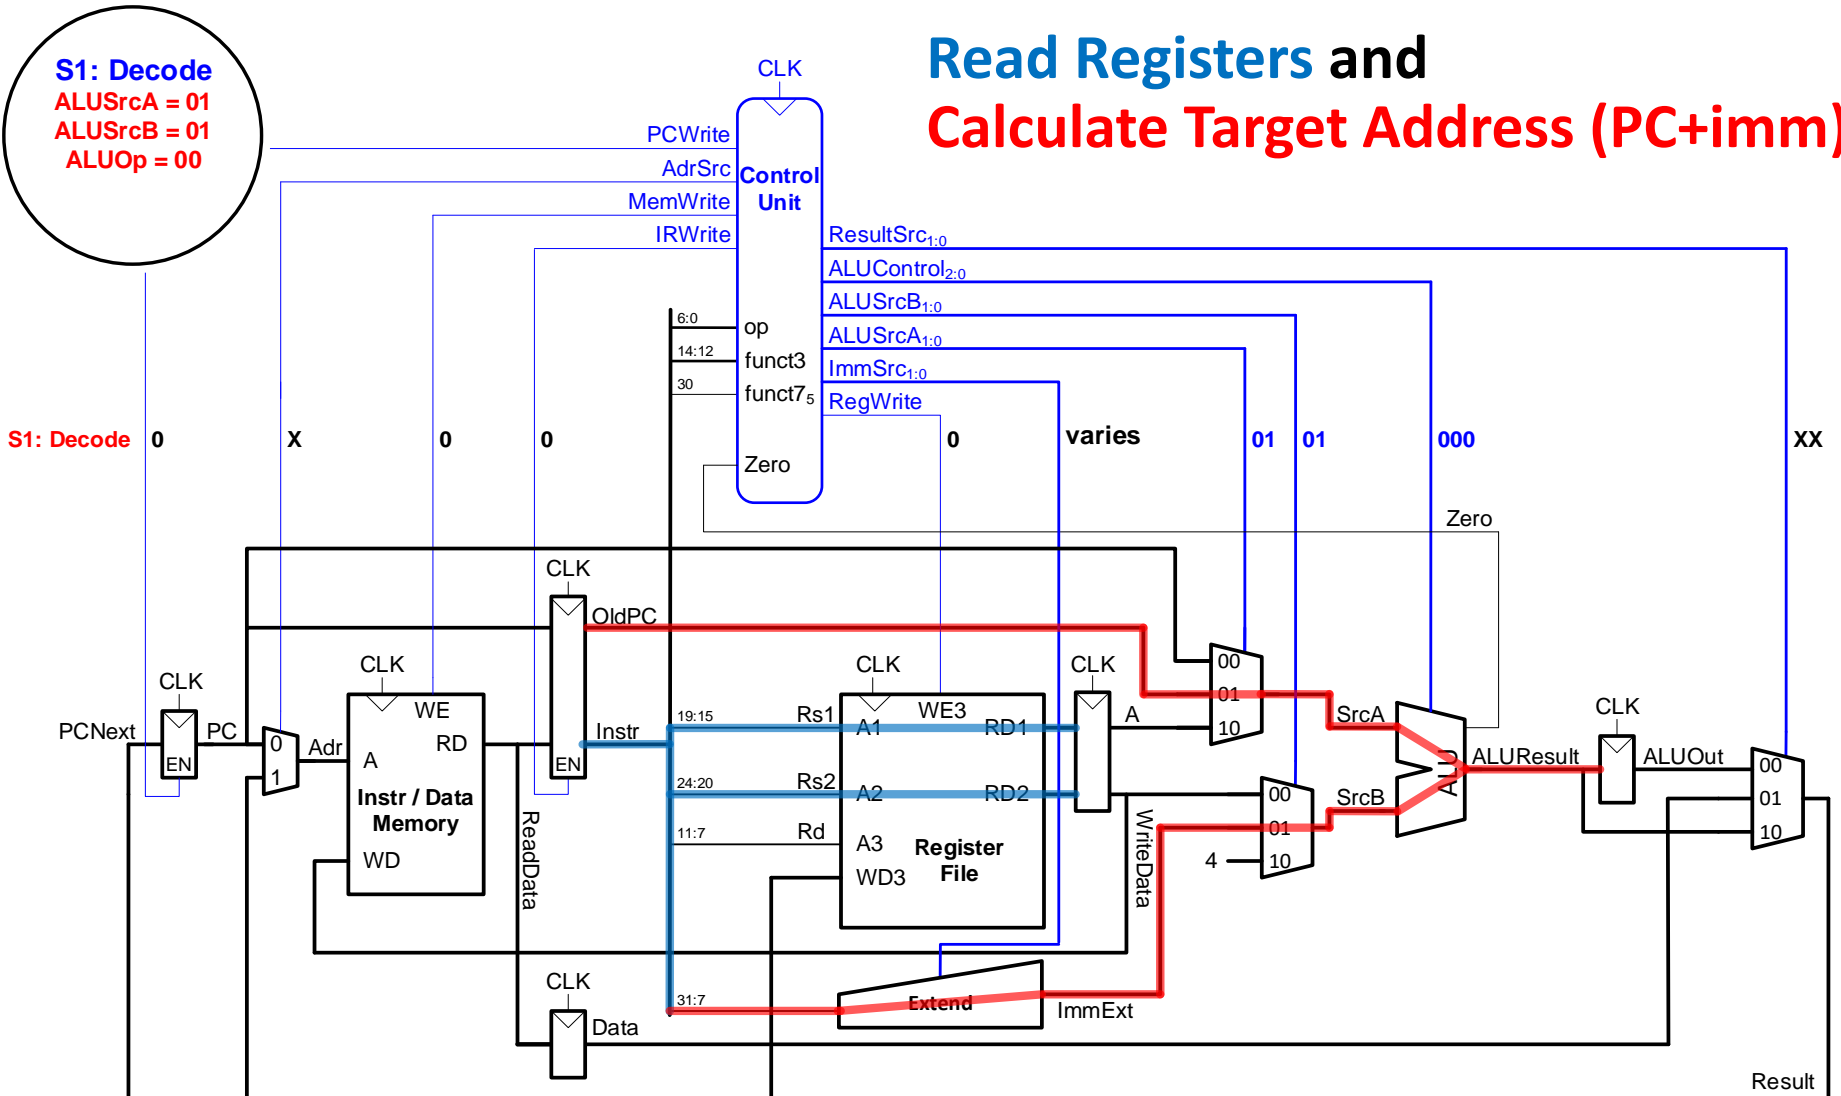 Read Registers and
Calculate Target Address (PC+imm)
S1: Decode
ALUSrcA = 01
ALUSrcB = 01
ALUOp = 00
CLK
PCWrite
AdrSrc
MemWrite
IRWrite
Control
Unit
ResultSrc1:0
ALUControl2:0
ALUSrcB1:0
ALUSrcA1:0
ImmSrc1:0
RegWrite
6:0 op
14:12 funct3
30 funct75
Zero
S1: Decode 0 X 0 0 0 varies 01 01 000 XX
Zero
CLK
OldPC
CLK
CLK
CLK
CLK
CLK
PCNext
EN
PC
0
1
Adr
WE
A
RD
Instr / Data
Memory
WD
ReadData
EN
Instr
19:15 Rs1 A1
WE3
RD1
24:20 Rs2 A2
RD2
11:7 Rd A3
WD3
Register
File
A
WriteData
00
01
10
00
01
4 10
SrcA
SrcB
ALU
ALUResult
ALUOut
00
01
10
31:7
Extend
ImmExt
CLK
Data
Result